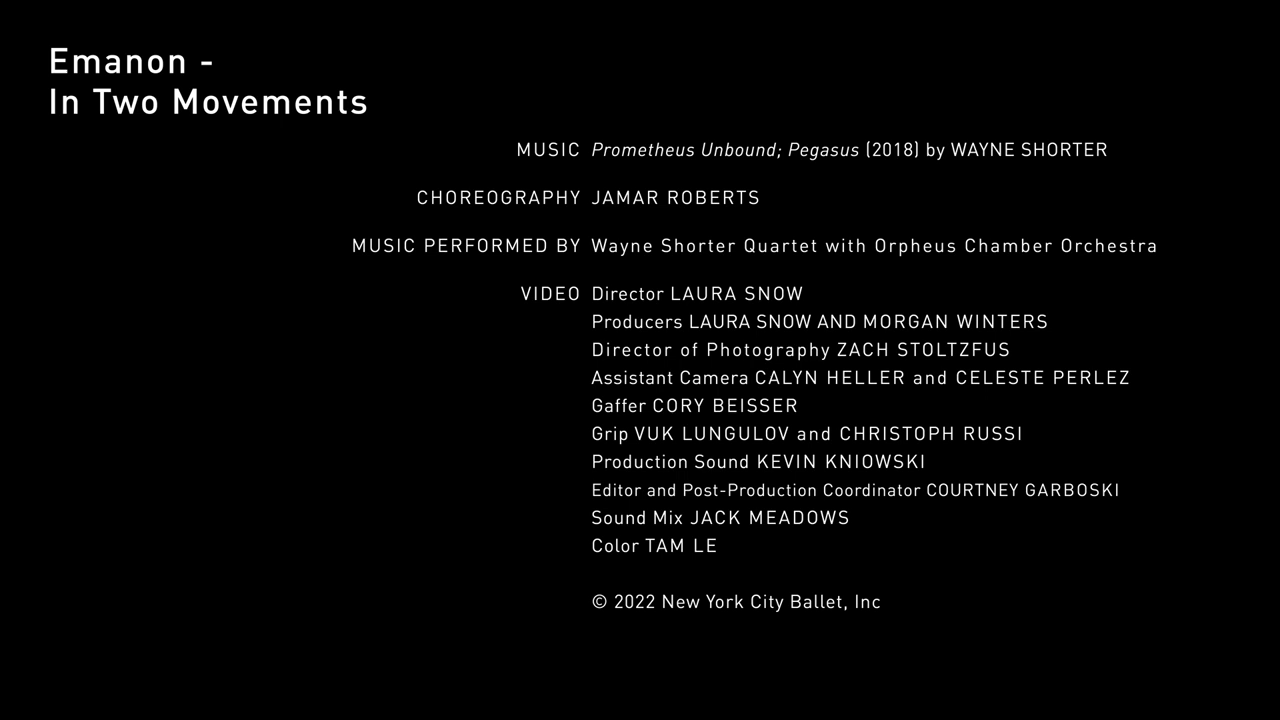 Emanon -
In Two Movements
MUSIC Prometheus Unbound; Pegasus (2018) by WAYNE SHORTER
CHOREOGRAPHY JAMAR ROBERTS
MUSIC PERFORMED BY Wayne Shorter Quartet with Orpheus Chamber Orchestra
VIDEO Director LAURA SNOW
Producers LAURA SNOW AND MORGAN WINTERS
Director of Photography ZACH STOLTZFUS
Assistant Camera CALYN HELLER and CELESTE PERLEZ
Gaffer CORY BEISSER
Grip VUK LUNGULOV and CHRISTOPH RUSSI
Production Sound KEVIN KNIOWSKI
Editor and Post-Production Coordinator COURTNEY GARBOSKI
Sound Mix JACK MEADOWS
Color TAM LE
© 2022 New York City Ballet, Inc